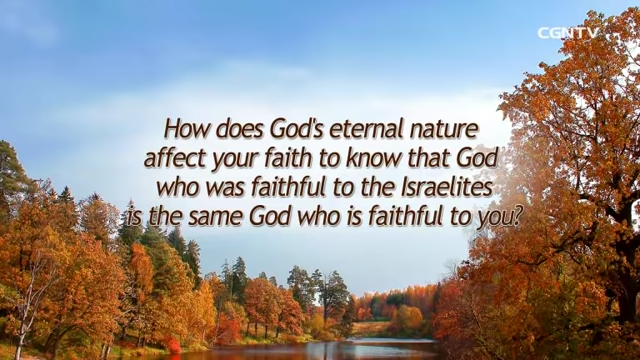 CGNTV
How does God's eternal nature
affect your faith to know that God
who was faithful to the Israelites
is the same God who is faithful to you?